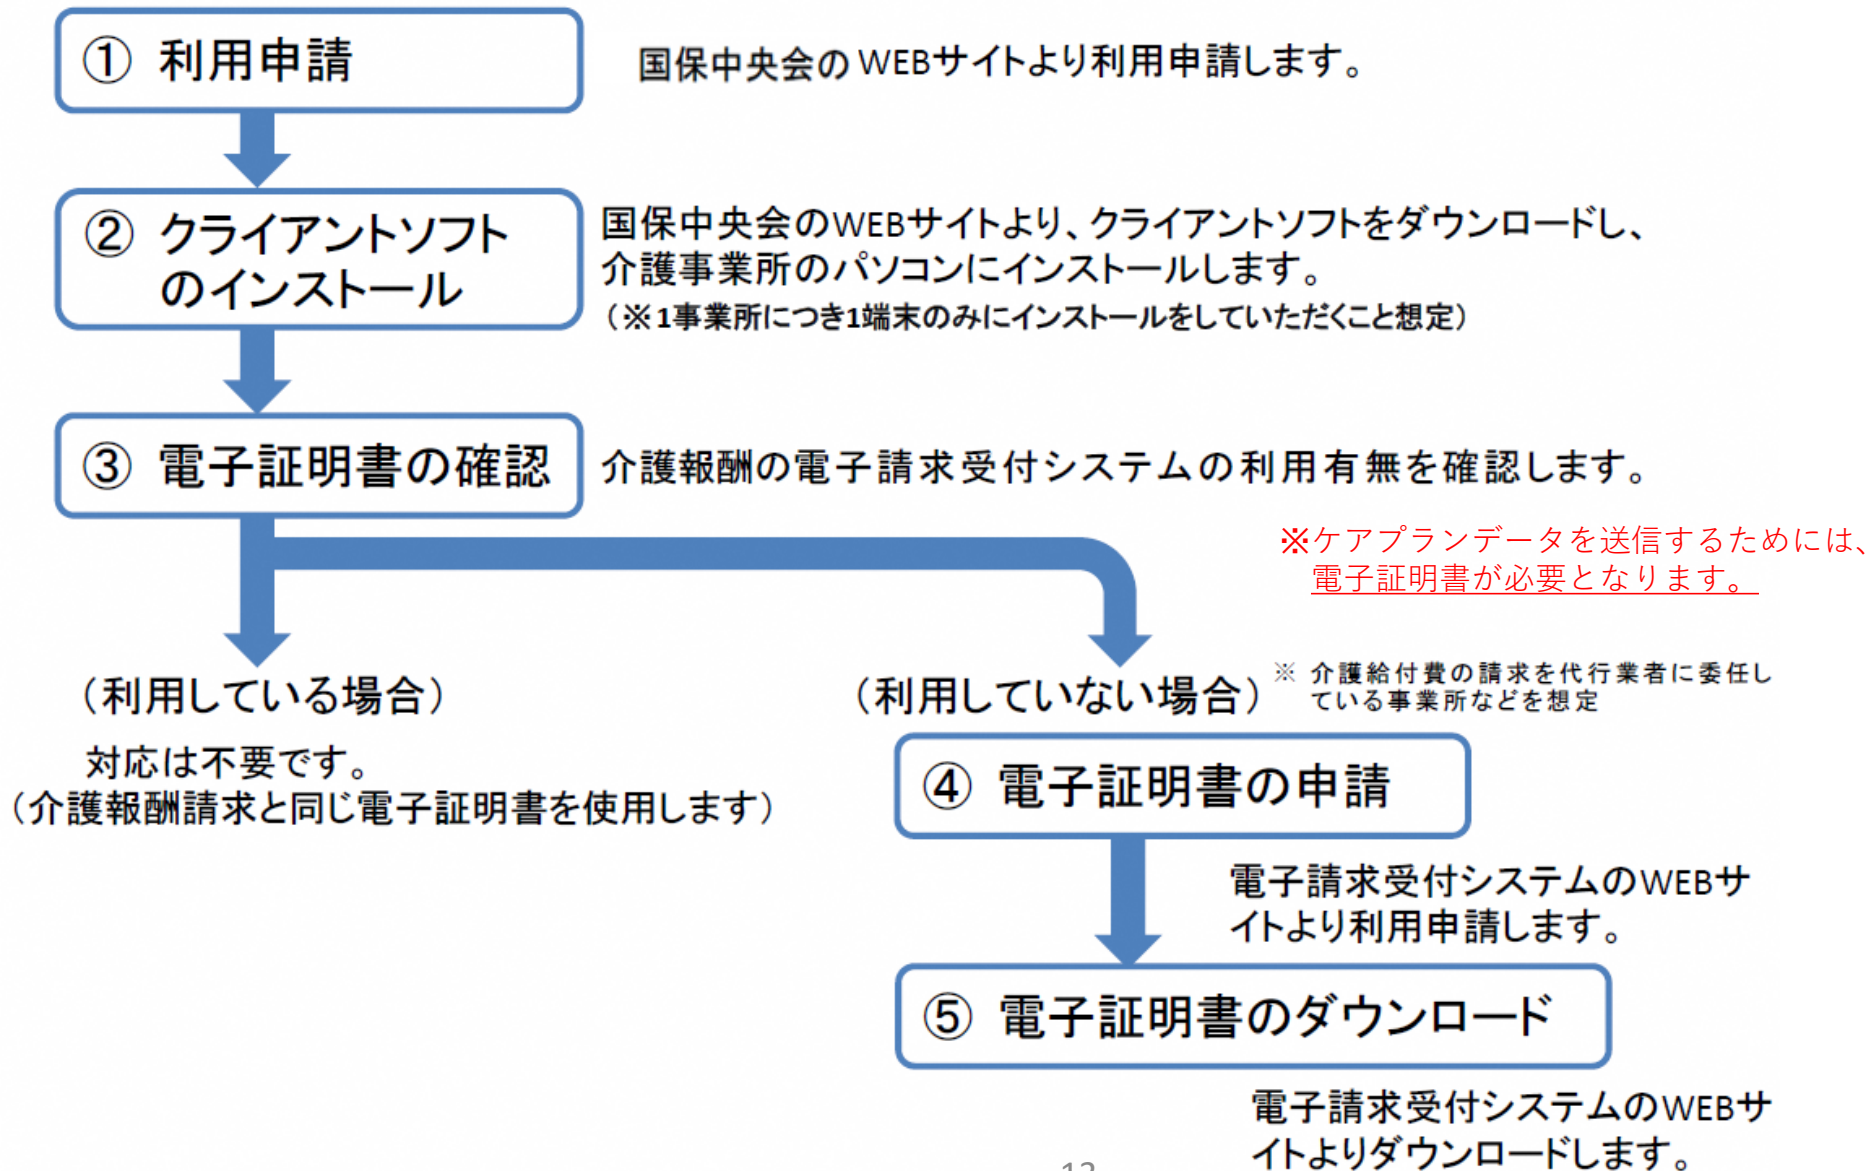 ① 利用申請
国保中央会のWEBサイトより利用申請します。
② クライアントソフト
のインストール
国保中央会のWEBサイトより、クライアントソフトをダウンロードし、
介護事業所のパソコンにインストールします。
（※1事業所につき1端末のみにインストールをしていただくこと想定）
③ 電子証明書の確認
介護報酬の電子請求受付システムの利用有無を確認します。
※ケアプランデータを送信するためには、
電子証明書が必要となります。
（利用している場合）
対応は不要です。
（介護報酬請求と同じ電子証明書を使用します）
（利用していない場合）
※ 介護給付費の請求を代行業者に委任し
ている事業所などを想定
④ 電子証明書の申請
電子請求受付システムのWEBサ
イトより利用申請します。
⑤ 電子証明書のダウンロード
電子請求受付システムのWEBサ
イトよりダウンロードします。